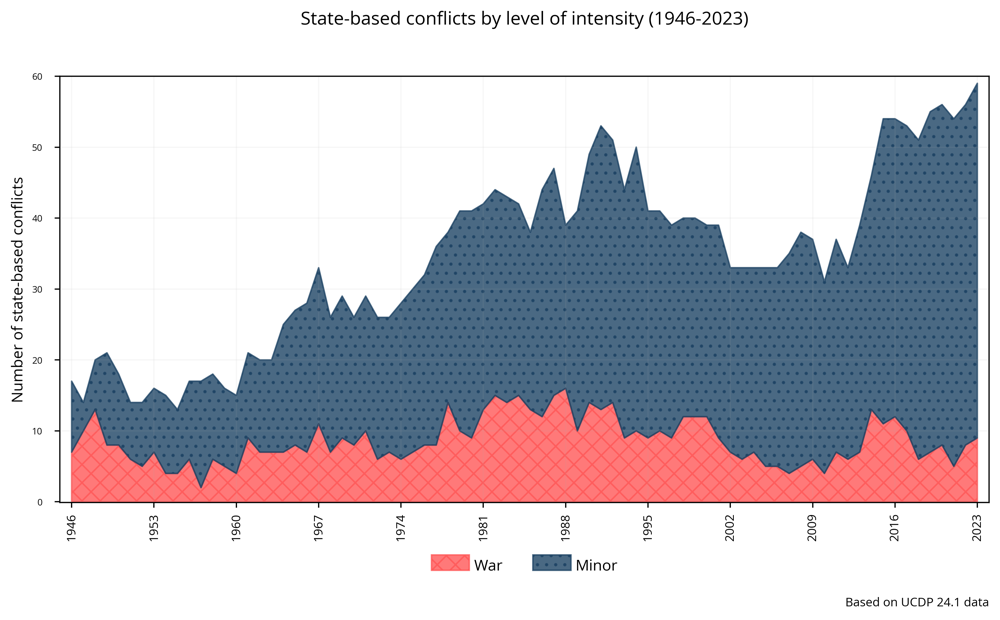 State-based conflicts by level of intensity (1946-2023)
Number of state-based conflicts
60
50
40
30
20
10
0
1946 1953 1960 1967 1974 1981 1988 1995 2002 2009 2016 2023
War Minor
Based on UCDP 24.1 data